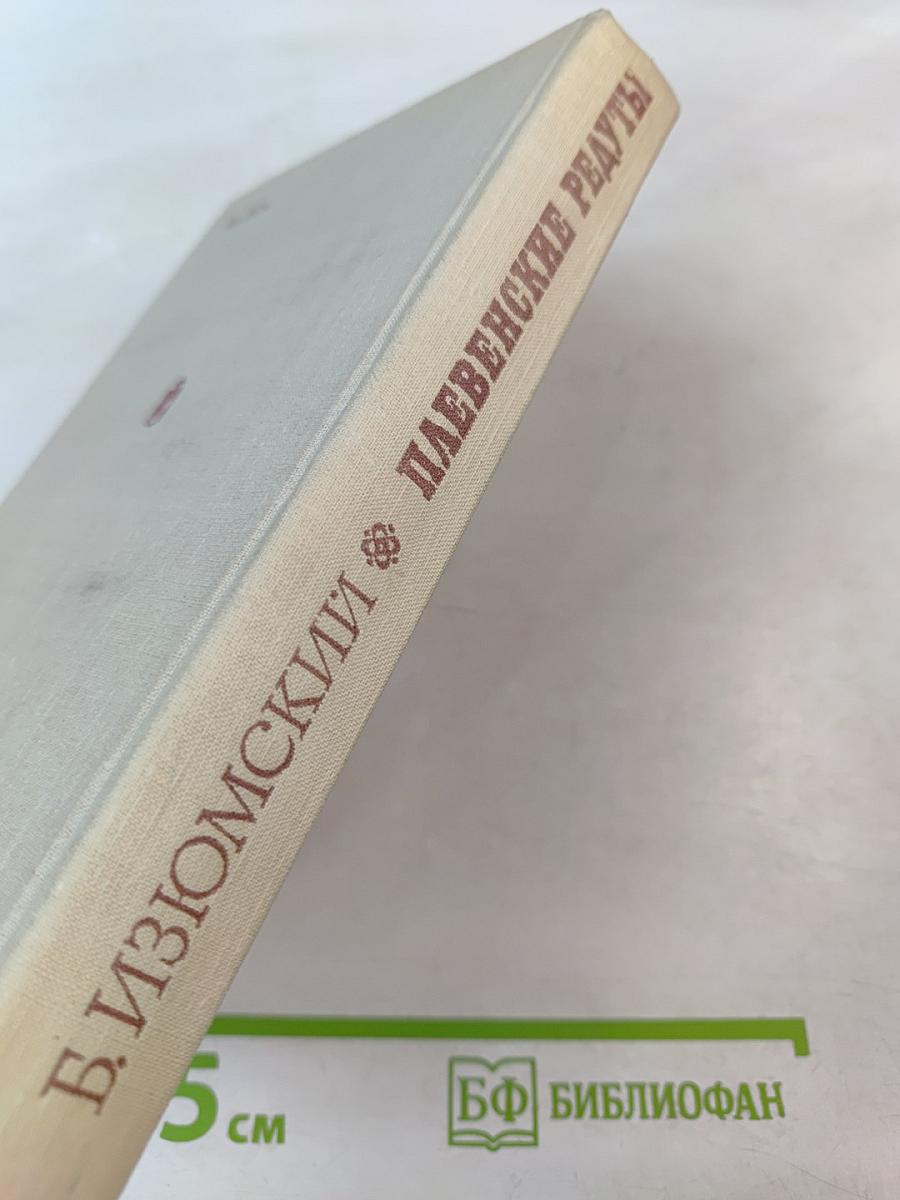 Б. ИЗЮМСКИЙ ПЛЕВЕНСКИЕ РЕДУТЫ
5 см
БФ БИБЛИОФАН